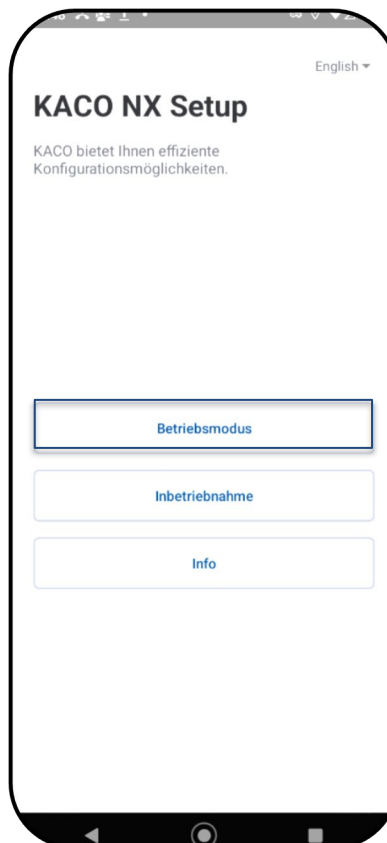 English
KACO NX Setup
KACO bietet Ihnen effiziente
Konfigurationsmöglichkeiten.
Betriebsmodus
Inbetriebnahme
Info